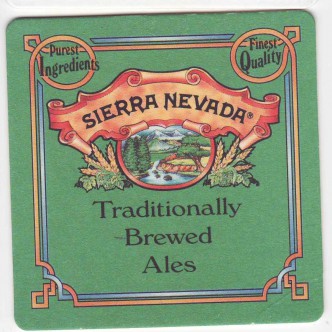 Purest
Ingredients
Finest
Quality
SIERRA NEVADA®
Traditionally
Brewed
Ales